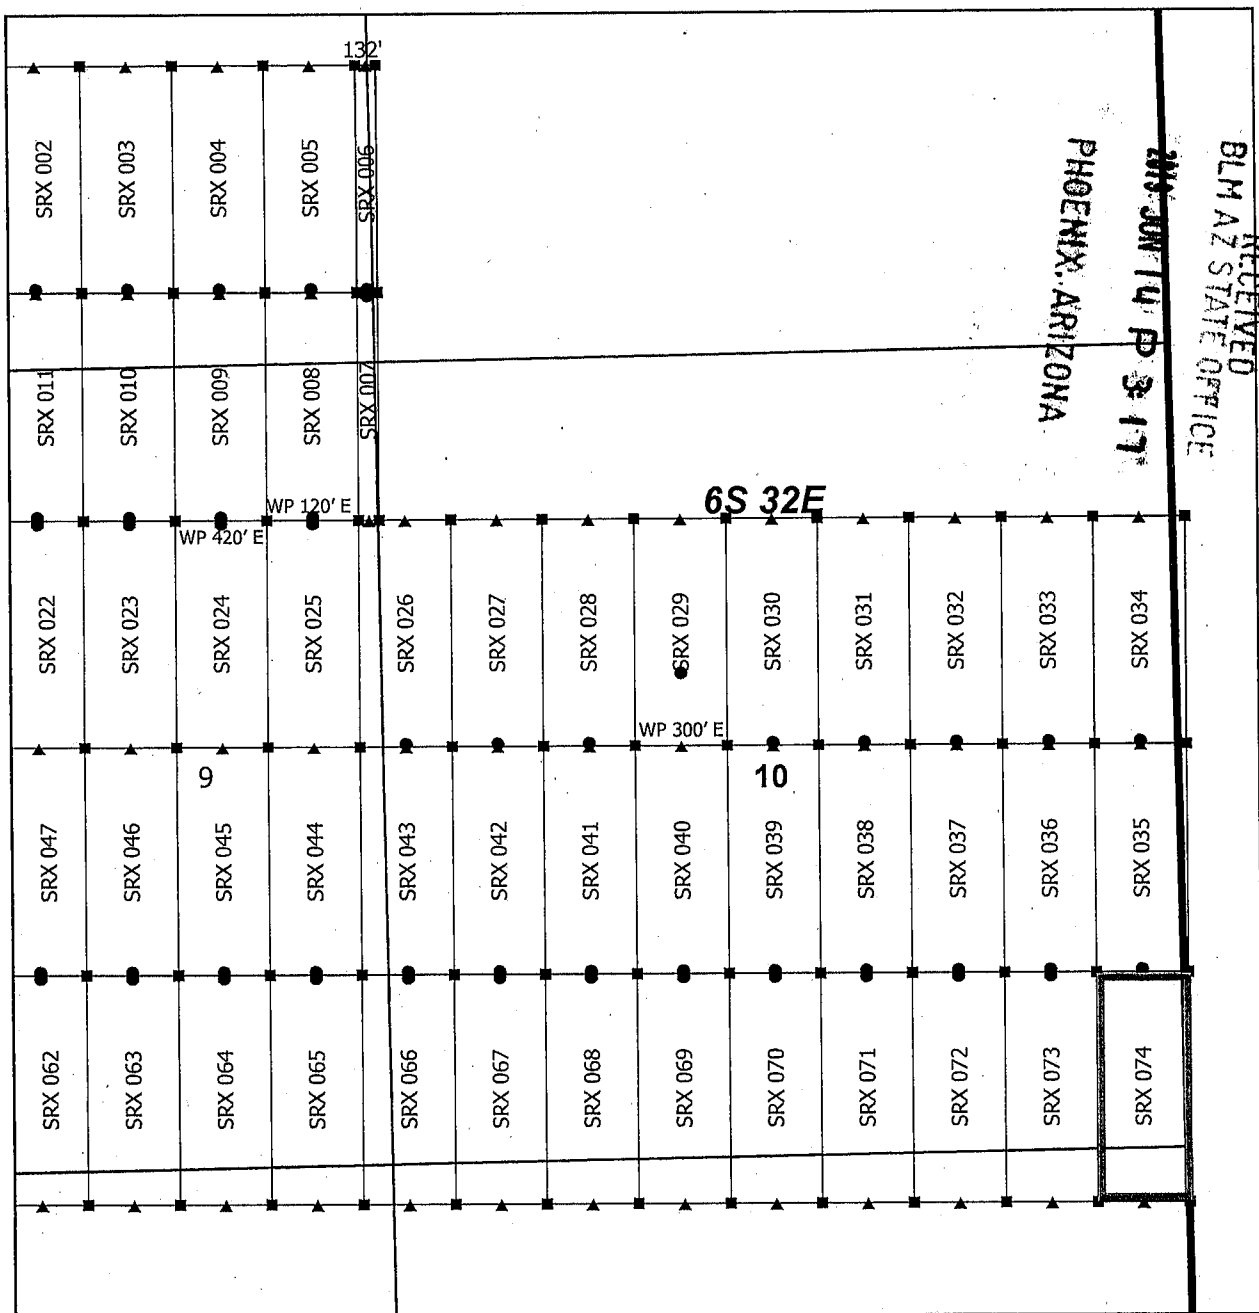 132'
SRX 002
SRX 003
SRX 004
SRX 005
SRX 006
RECEIVED
BLM AZ STATE OFFICE
2019 JUN 14 P 3:17
PHOENIX, ARIZONA
SRX 011
SRX 010
SRX 009
SRX 008
SRX 007
6S 32E
WP 120' E
WP 420' E
SRX 022
SRX 023
SRX 024
SRX 025
SRX 026
SRX 027
SRX 028
SRX 029
SRX 030
SRX 031
SRX 032
SRX 033
SRX 034
WP 300' E
9
10
SRX 047
SRX 046
SRX 045
SRX 044
SRX 043
SRX 042
SRX 041
SRX 040
SRX 039
SRX 038
SRX 037
SRX 036
SRX 035
SRX 062
SRX 063
SRX 064
SRX 065
SRX 066
SRX 067
SRX 068
SRX 069
SRX 070
SRX 071
SRX 072
SRX 073
SRX 074